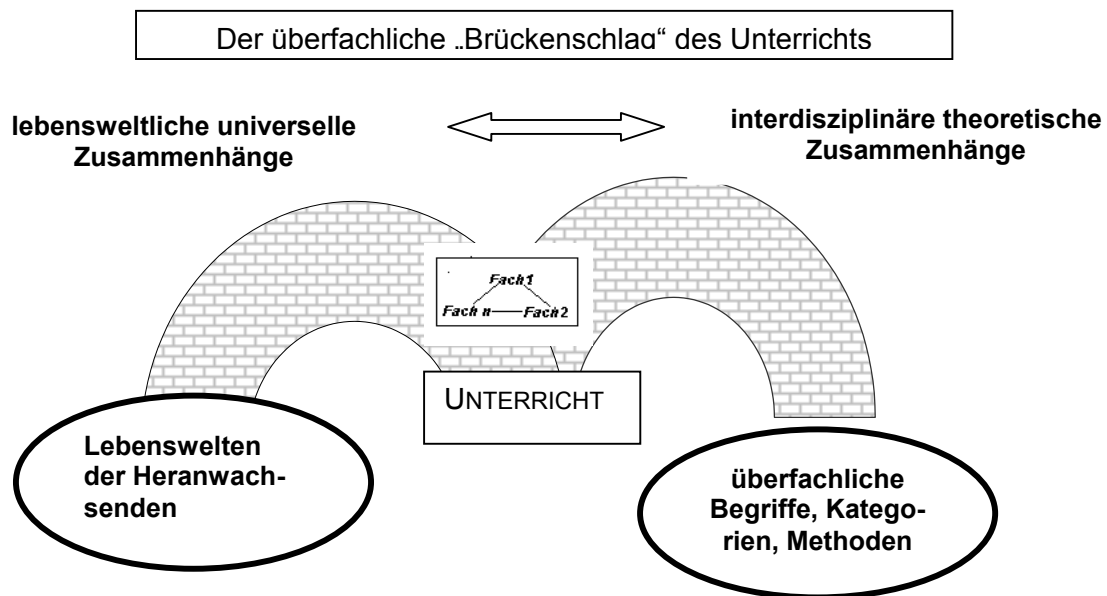 Der überfachliche „Brückenschlag“ des Unterrichts
lebensweltliche universelle
Zusammenhänge
interdisziplinäre theoretische
Zusammenhänge
Fach1
Fach n
Fach2
UNTERRICHT
Lebenswelten
der Heranwach-
senden
überfachliche
Begriffe, Katego-
rien, Methoden